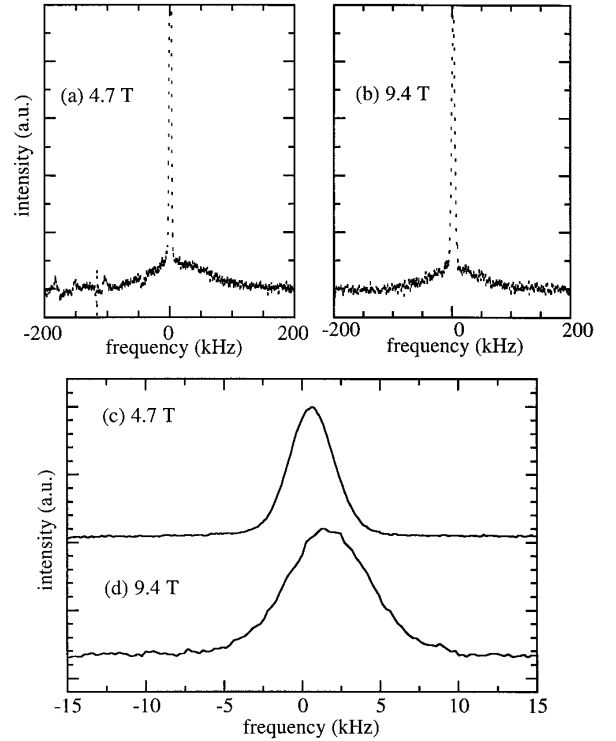 (a) 4.7 T
(b) 9.4 T
intensity (a.u.)
-200 0 200
-200 0 200
frequency (kHz)
frequency (kHz)
(c) 4.7 T
(d) 9.4 T
intensity (a.u.)
-15 -10 -5 0 5 10 15
frequency (kHz)